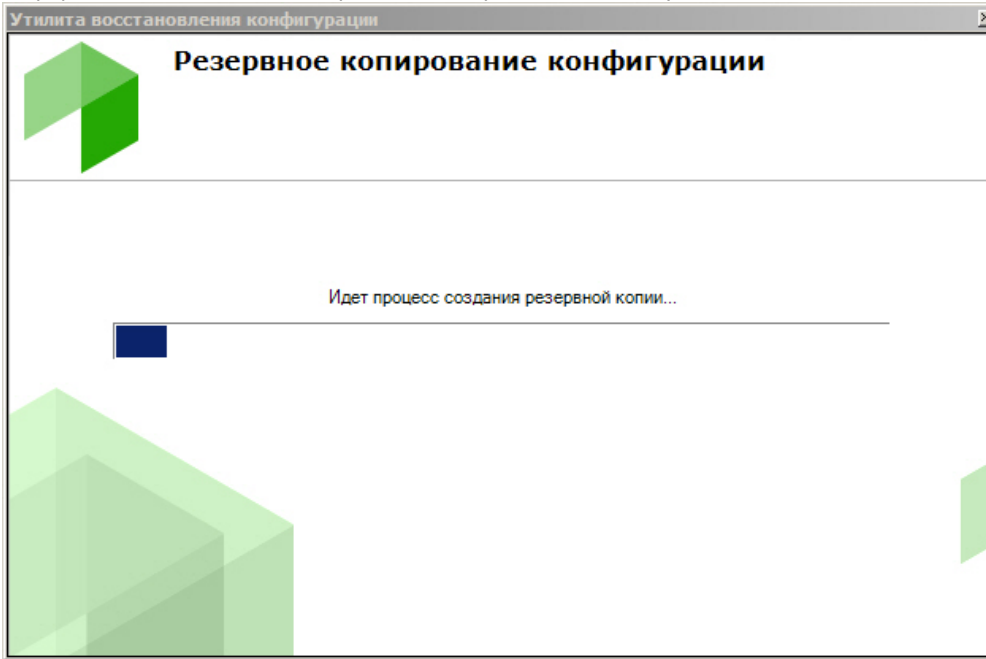 Утилита восстановления конфигурации
Резервное копирование конфигурации
Идет процесс создания резервной копии...